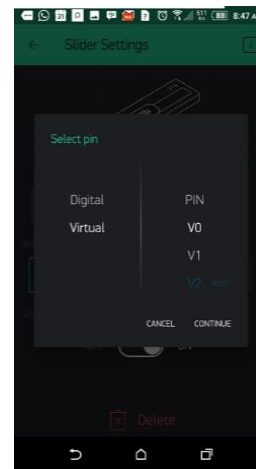 8:47 A
Slider Settings
Select pin
Digital PIN
Virtual V0
V1
V2
CANCEL CONTINUE
Delete